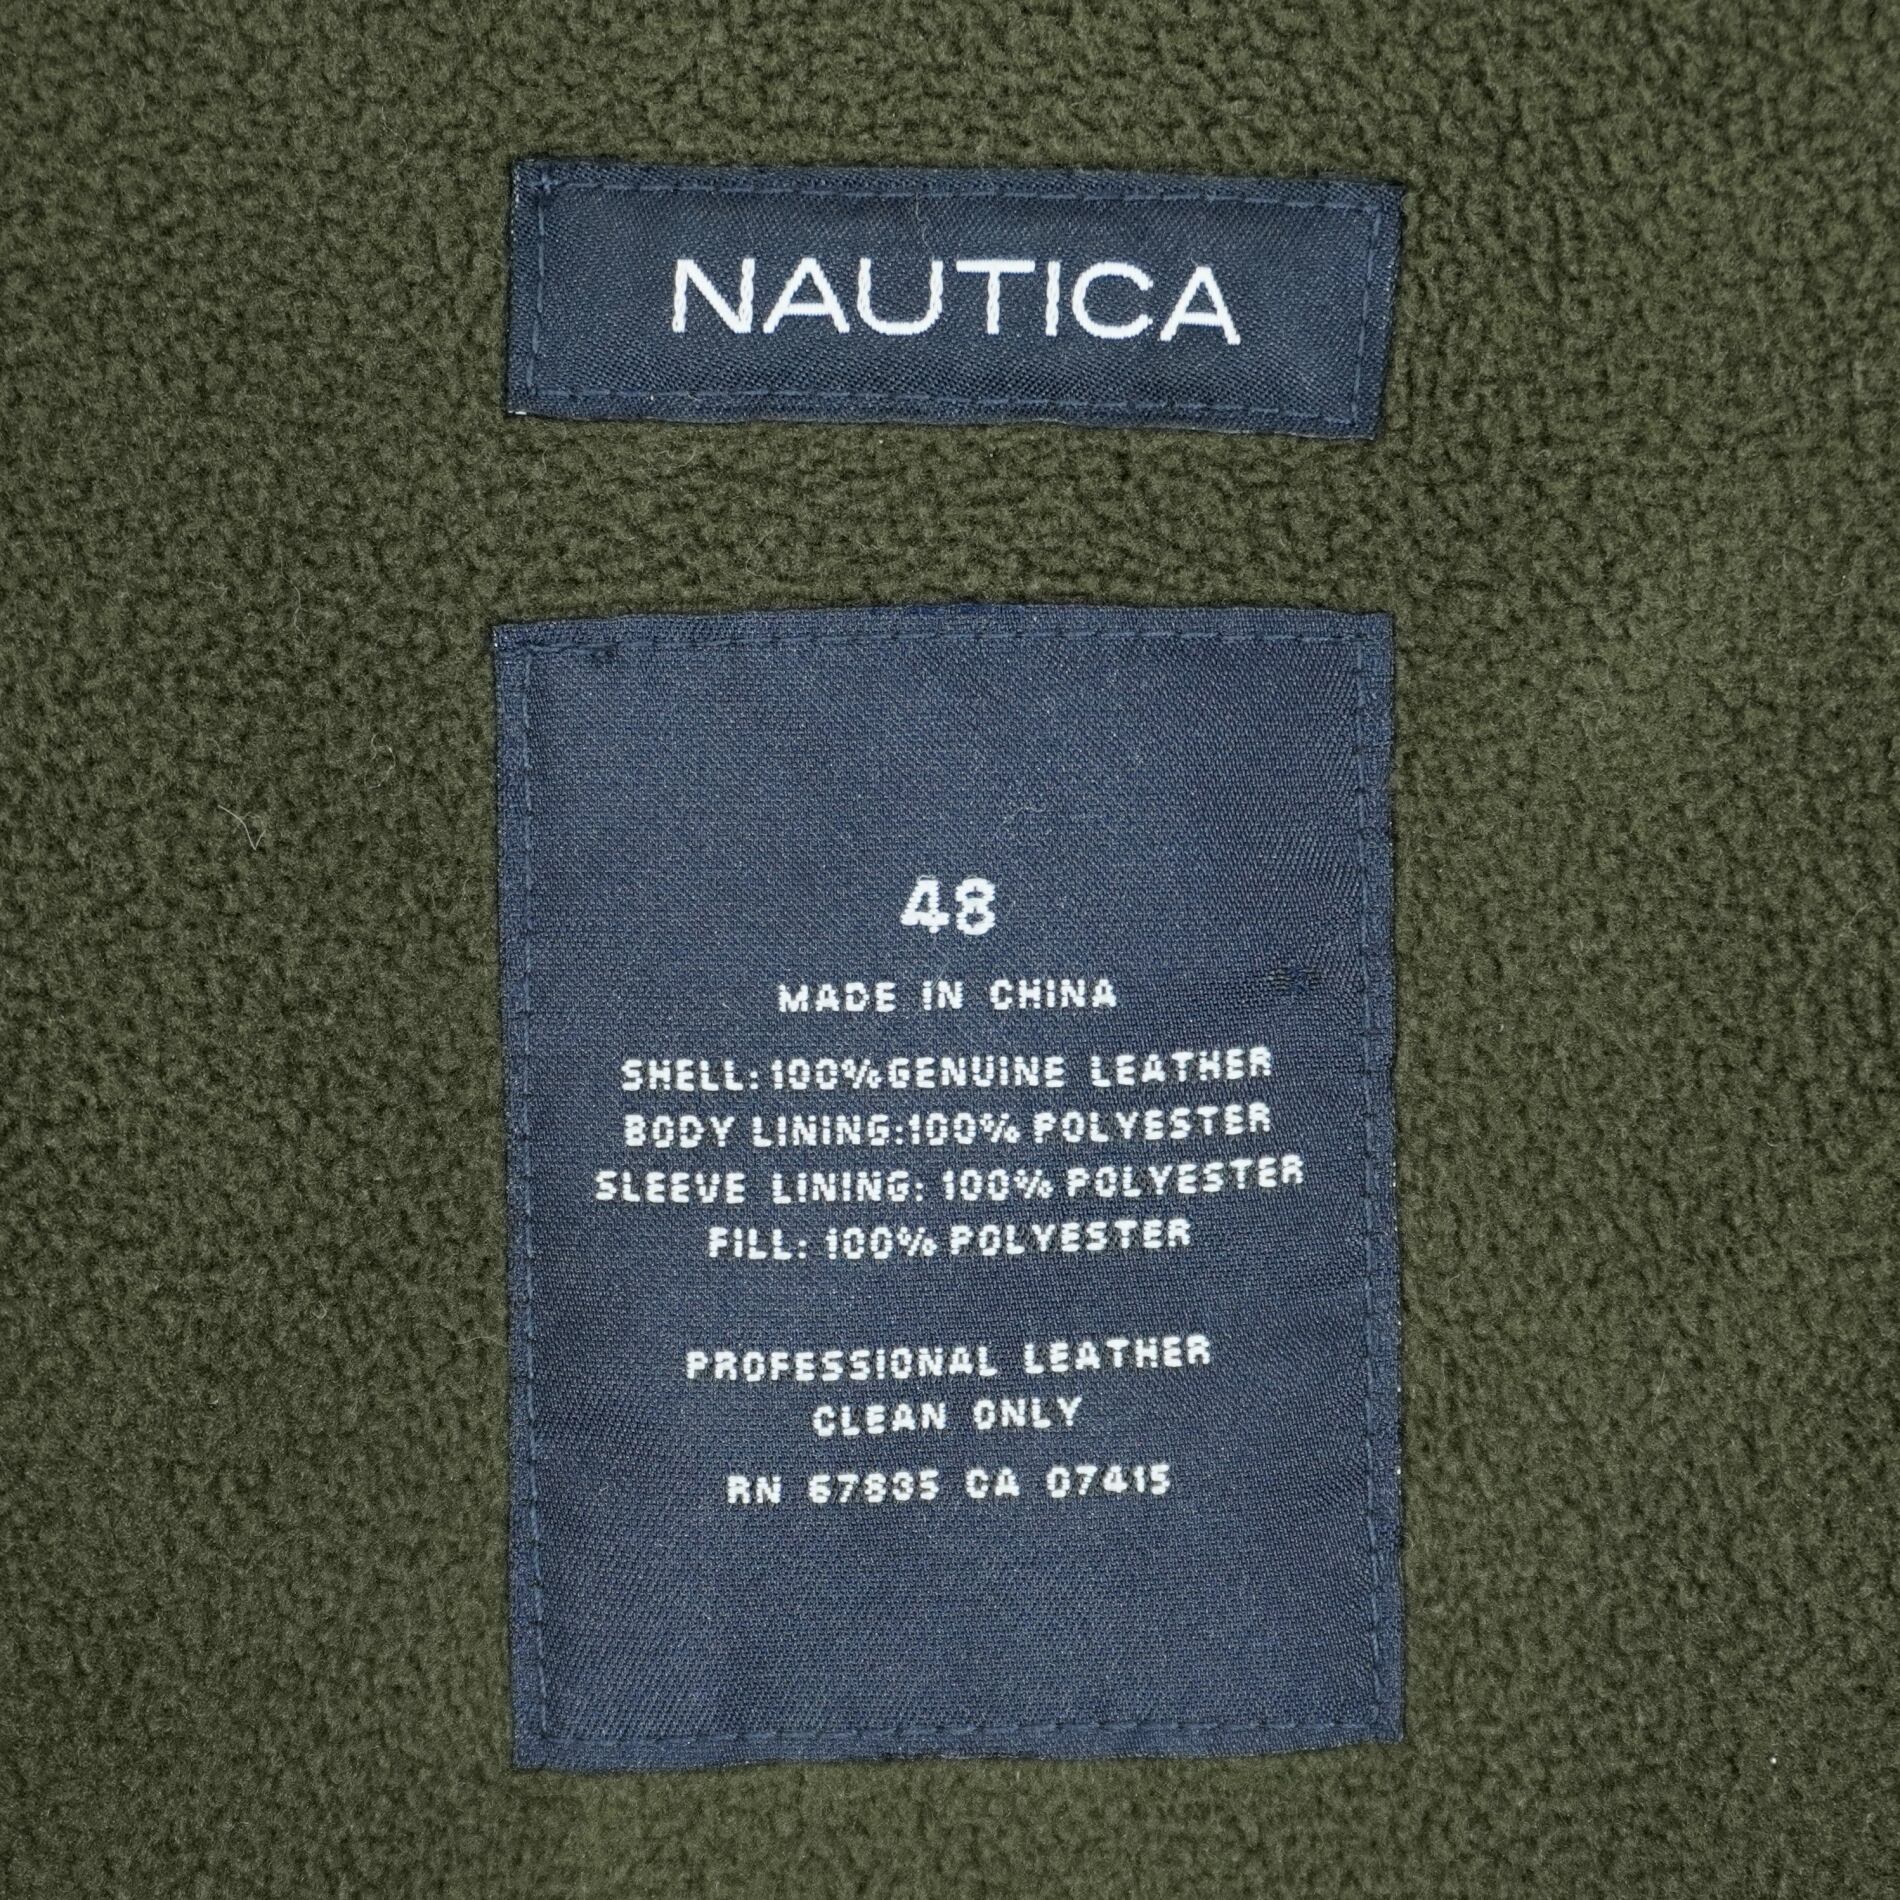 NAUTICA
48
MADE IN CHINA
SHELL: 100% GENUINE LEATHER
BODY LINING: 100% POLYESTER
SLEEVE LINING: 100% POLYESTER
FILL: 100% POLYESTER
PROFESSIONAL LEATHER
CLEAN ONLY
RN 67835 CA 07415